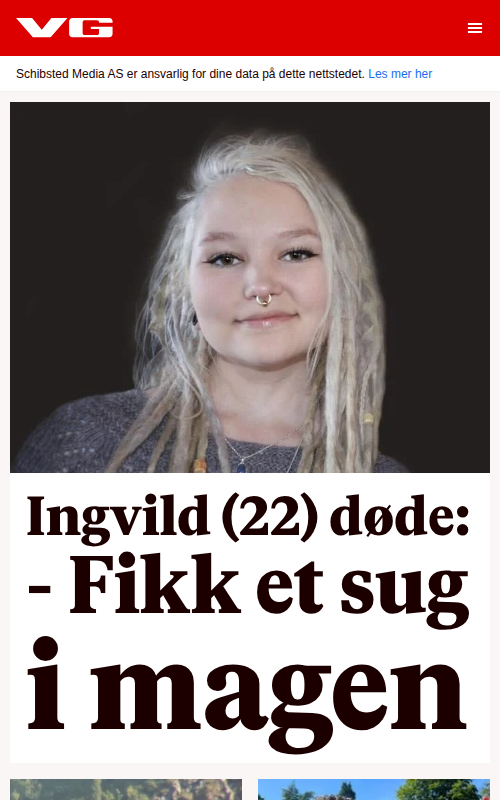 VG
Schibsted Media AS er ansvarlig for dine data på dette nettstedet. Les mer her
Ingvild (22) døde:
- Fikk et sug
i magen